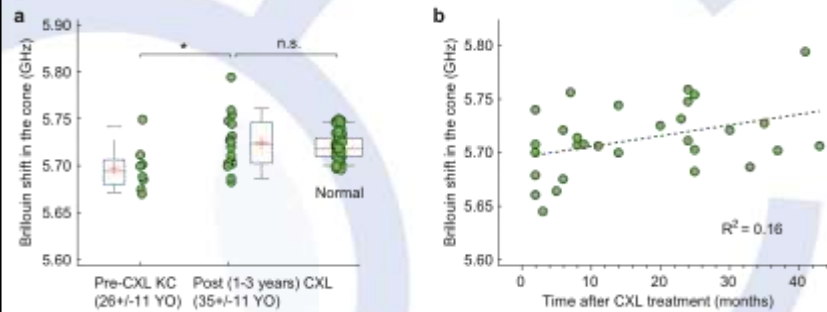 a
5.90
5.80
5.75
5.70
5.65
5.60
Brillouin shift in the cone (GHz)
*
n.s.
Normal
Pre-CXL KC
(26+/-11 YO)
Post (1-3 years) CXL
(35+/-11 YO)
b
5.80
5.75
5.70
5.65
5.60
Brillouin shift in the cone (GHz)
R² = 0.16
0 10 20 30 40
Time after CXL treatment (months)